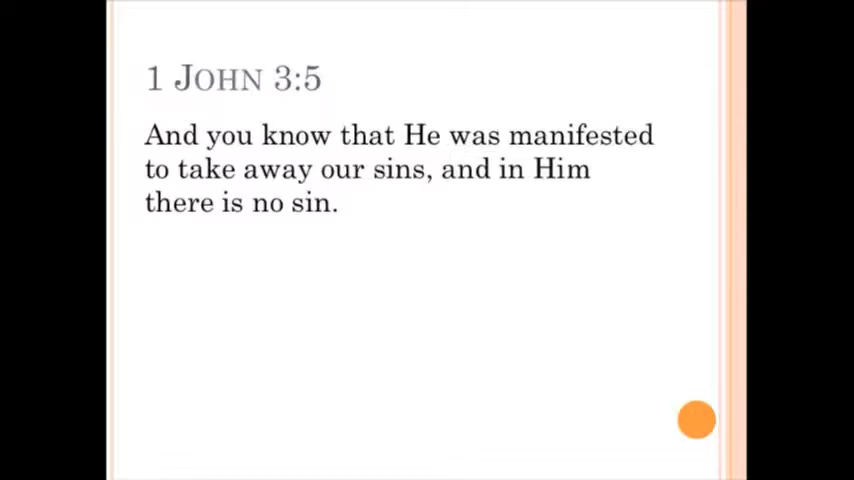 1 JOHN 3:5
And you know that He was manifested
to take away our sins, and in Him
there is no sin.